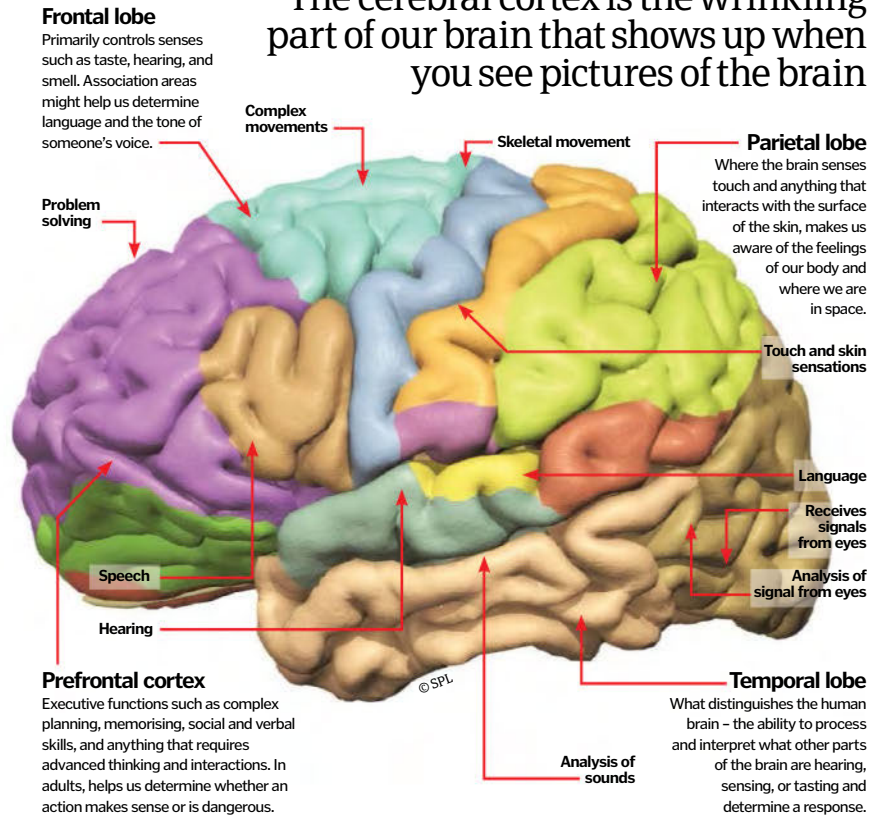 The cerebral cortex is the wrinkling
part of our brain that shows up when
you see pictures of the brain
Frontal lobe
Primarily controls senses
such as taste, hearing, and
smell. Association areas
might help us determine
language and the tone of
someone's voice.
Complex
movements
Skeletal movement
Parietal lobe
Where the brain senses
touch and anything that
interacts with the surface
of the skin, makes us
aware of the feelings
of our body and
where we are
in space.
Problem
solving
Touch and skin
sensations
Language
Receives
signals
from eyes
Analysis of
signal from eyes
Speech
Hearing
Prefrontal cortex
Executive functions such as complex
planning, memorising, social and verbal
skills, and anything that requires
advanced thinking and interactions. In
adults, helps us determine whether an
action makes sense or is dangerous.
© SPL
Analysis of
sounds
Temporal lobe
What distinguishes the human
brain – the ability to process
and interpret what other parts
of the brain are hearing,
sensing, or tasting and
determine a response.